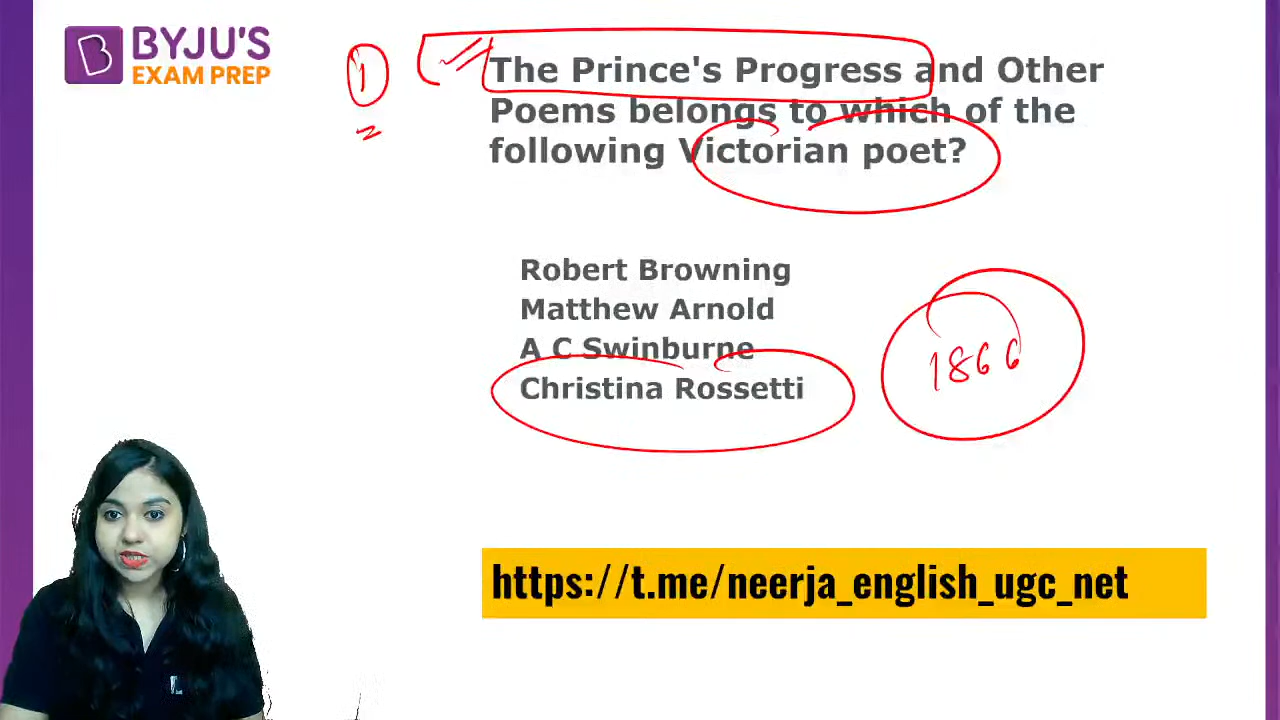 BYJU'S
EXAM PREP
1
The Prince's Progress and Other
Poems belongs to which of the
following Victorian poet?
Robert Browning
Matthew Arnold
A C Swinburne
Christina Rossetti
1866
https://t.me/neerja_english_ugc_net